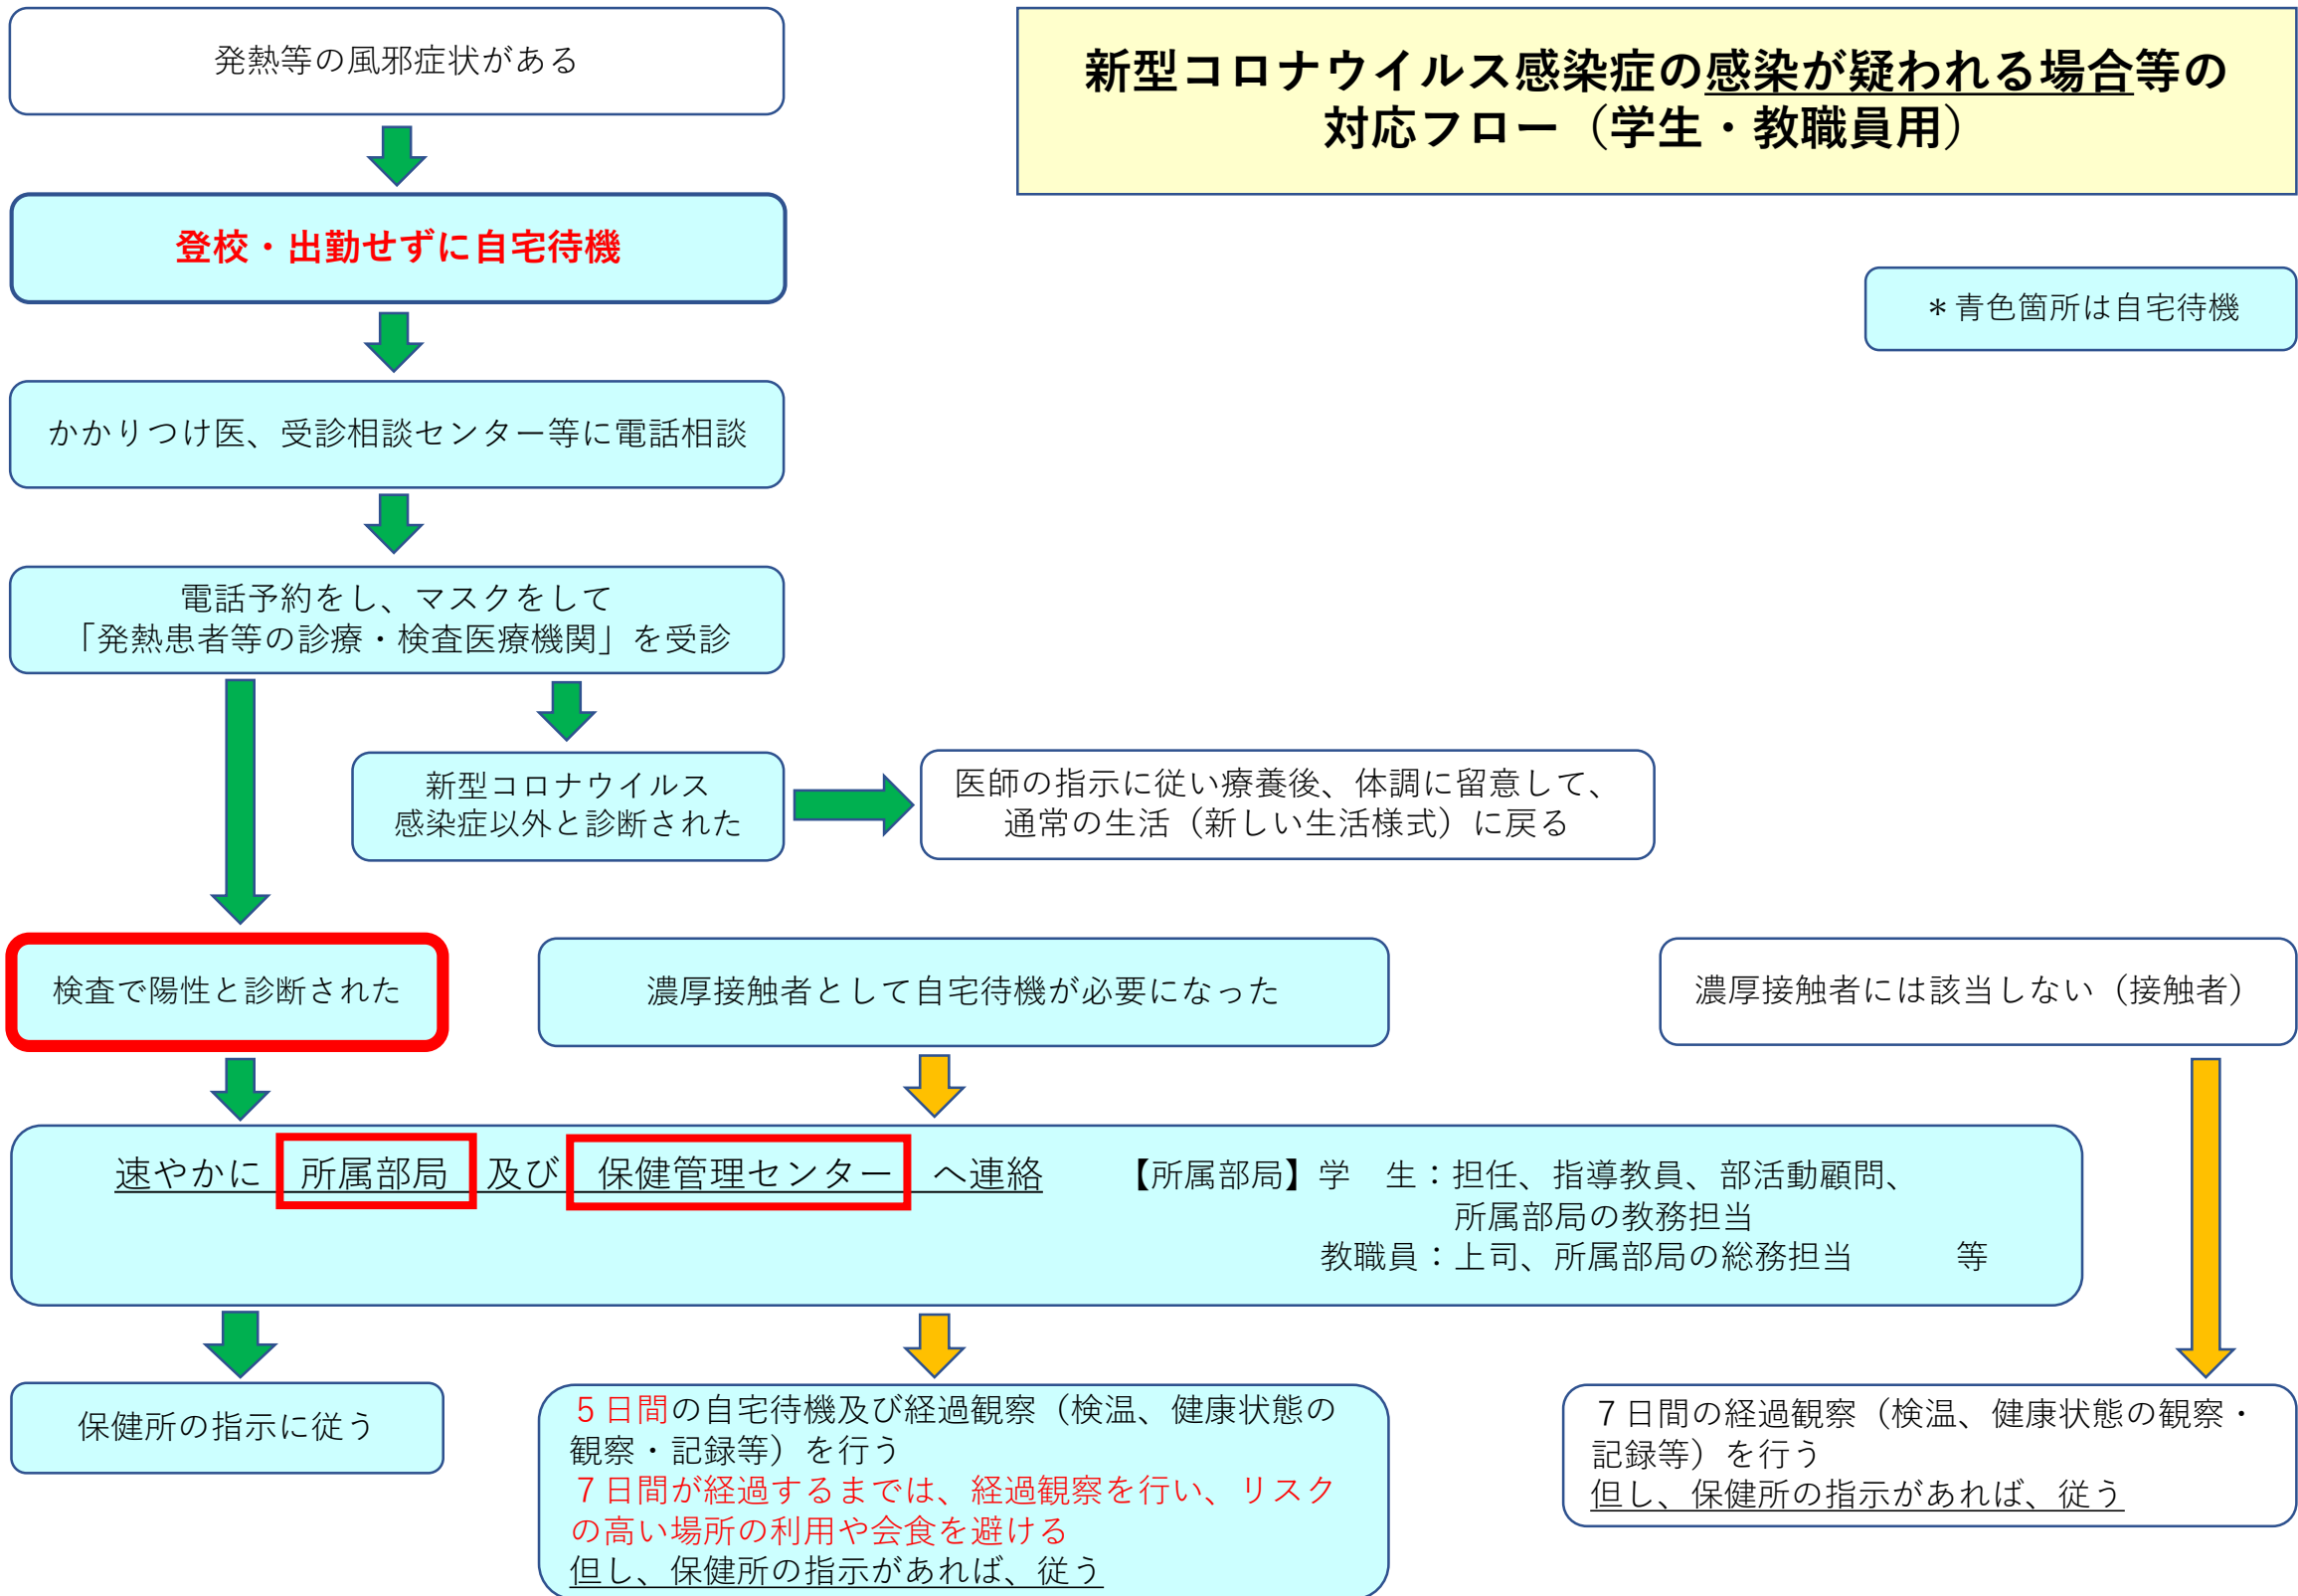 発熱等の風邪症状がある
新型コロナウイルス感染症の感染が疑われる場合等の
対応フロー（学生・教職員用）
登校・出勤せずに自宅待機
＊青色箇所は自宅待機
かかりつけ医、受診相談センター等に電話相談
電話予約をし、マスクをして
「発熱患者等の診療・検査医療機関」を受診
新型コロナウイルス
感染症以外と診断された
医師の指示に従い療養後、体調に留意して、
通常の生活（新しい生活様式）に戻る
検査で陽性と診断された
濃厚接触者として自宅待機が必要になった
濃厚接触者には該当しない（接触者）
速やかに　所属部局　及び　保健管理センター　へ連絡
【所属部局】学　生：担任、指導教員、部活動顧問、
所属部局の教務担当
教職員：上司、所属部局の総務担当　　　等
保健所の指示に従う
５日間の自宅待機及び経過観察（検温、健康状態の
観察・記録等）を行う
７日間が経過するまでは、経過観察を行い、リスク
の高い場所の利用や会食を避ける
但し、保健所の指示があれば、従う
７日間の経過観察（検温、健康状態の観察・
記録等）を行う
但し、保健所の指示があれば、従う